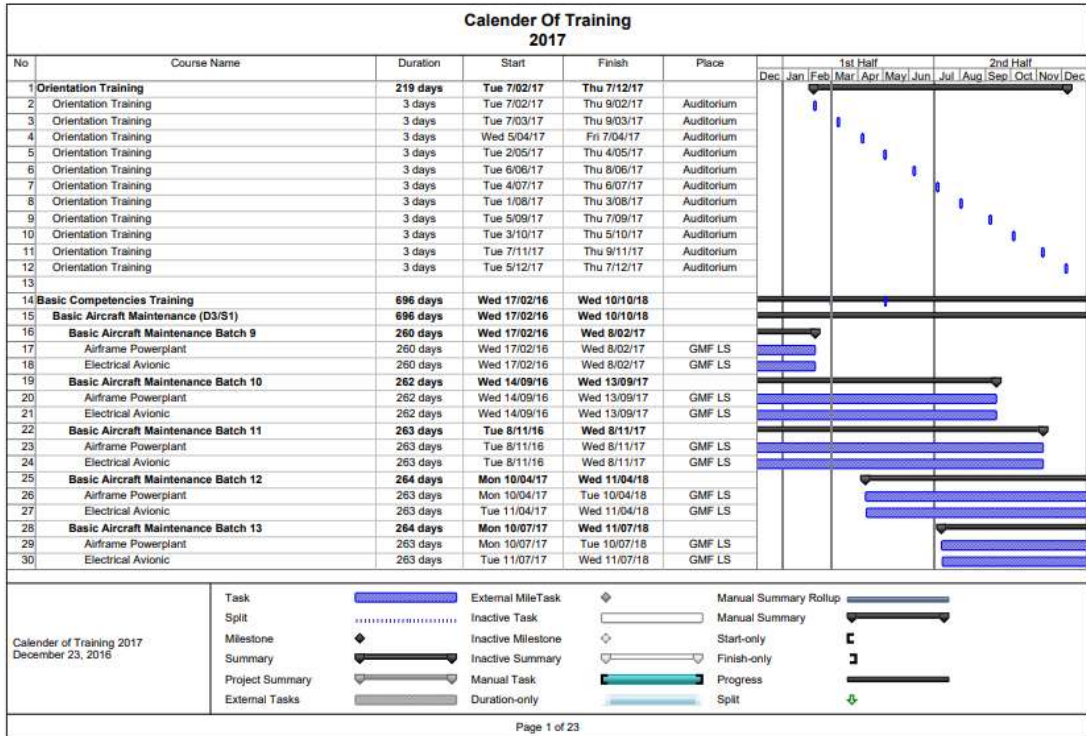 Calender Of Training
2017
No Course Name Duration Start Finish Place 1st Half 2nd Half
Dec Jan Feb Mar Apr May Jun Jul Aug Sep Oct Nov Dec
1 Orientation Training 219 days Tue 7/02/17 Thu 7/12/17
2 Orientation Training 3 days Tue 7/02/17 Thu 9/02/17 Auditorium
3 Orientation Training 3 days Tue 7/03/17 Thu 9/03/17 Auditorium
4 Orientation Training 3 days Wed 5/04/17 Fri 7/04/17 Auditorium
5 Orientation Training 3 days Tue 2/05/17 Thu 4/05/17 Auditorium
6 Orientation Training 3 days Tue 6/06/17 Thu 8/06/17 Auditorium
7 Orientation Training 3 days Tue 4/07/17 Thu 6/07/17 Auditorium
8 Orientation Training 3 days Tue 1/08/17 Thu 3/08/17 Auditorium
9 Orientation Training 3 days Tue 5/09/17 Thu 7/09/17 Auditorium
10 Orientation Training 3 days Tue 3/10/17 Thu 5/10/17 Auditorium
11 Orientation Training 3 days Tue 7/11/17 Thu 9/11/17 Auditorium
12 Orientation Training 3 days Tue 5/12/17 Thu 7/12/17 Auditorium
13
14 Basic Competencies Training 696 days Wed 17/02/16 Wed 10/10/18
15 Basic Aircraft Maintenance (D3/S1) 696 days Wed 17/02/16 Wed 10/10/18
16 Basic Aircraft Maintenance Batch 9 260 days Wed 17/02/16 Wed 8/02/17
17 Airframe Powerplant 260 days Wed 17/02/16 Wed 8/02/17 GMF LS
18 Electrical Avionic 260 days Wed 17/02/16 Wed 8/02/17 GMF LS
19 Basic Aircraft Maintenance Batch 10 262 days Wed 14/09/16 Wed 13/09/17
20 Airframe Powerplant 262 days Wed 14/09/16 Wed 13/09/17 GMF LS
21 Electrical Avionic 262 days Wed 14/09/16 Wed 13/09/17 GMF LS
22 Basic Aircraft Maintenance Batch 11 263 days Tue 8/11/16 Wed 8/11/17
23 Airframe Powerplant 263 days Tue 8/11/16 Wed 8/11/17 GMF LS
24 Electrical Avionic 263 days Tue 8/11/16 Wed 8/11/17 GMF LS
25 Basic Aircraft Maintenance Batch 12 264 days Mon 10/04/17 Wed 11/04/18
26 Airframe Powerplant 263 days Mon 10/04/17 Tue 10/04/18 GMF LS
27 Electrical Avionic 263 days Tue 11/04/17 Wed 11/04/18 GMF LS
28 Basic Aircraft Maintenance Batch 13 264 days Mon 10/07/17 Wed 11/07/18
29 Airframe Powerplant 263 days Mon 10/07/17 Tue 10/07/18 GMF LS
30 Electrical Avionic 263 days Tue 11/07/17 Wed 11/07/18 GMF LS
Calender of Training 2017
December 23, 2016
Task External MileTask Manual Summary Rollup
Split Inactive Task Manual Summary
Milestone Inactive Milestone Start-only
Summary Inactive Summary Finish-only
Project Summary Manual Task Progress
External Tasks Duration-only Split
Page 1 of 23